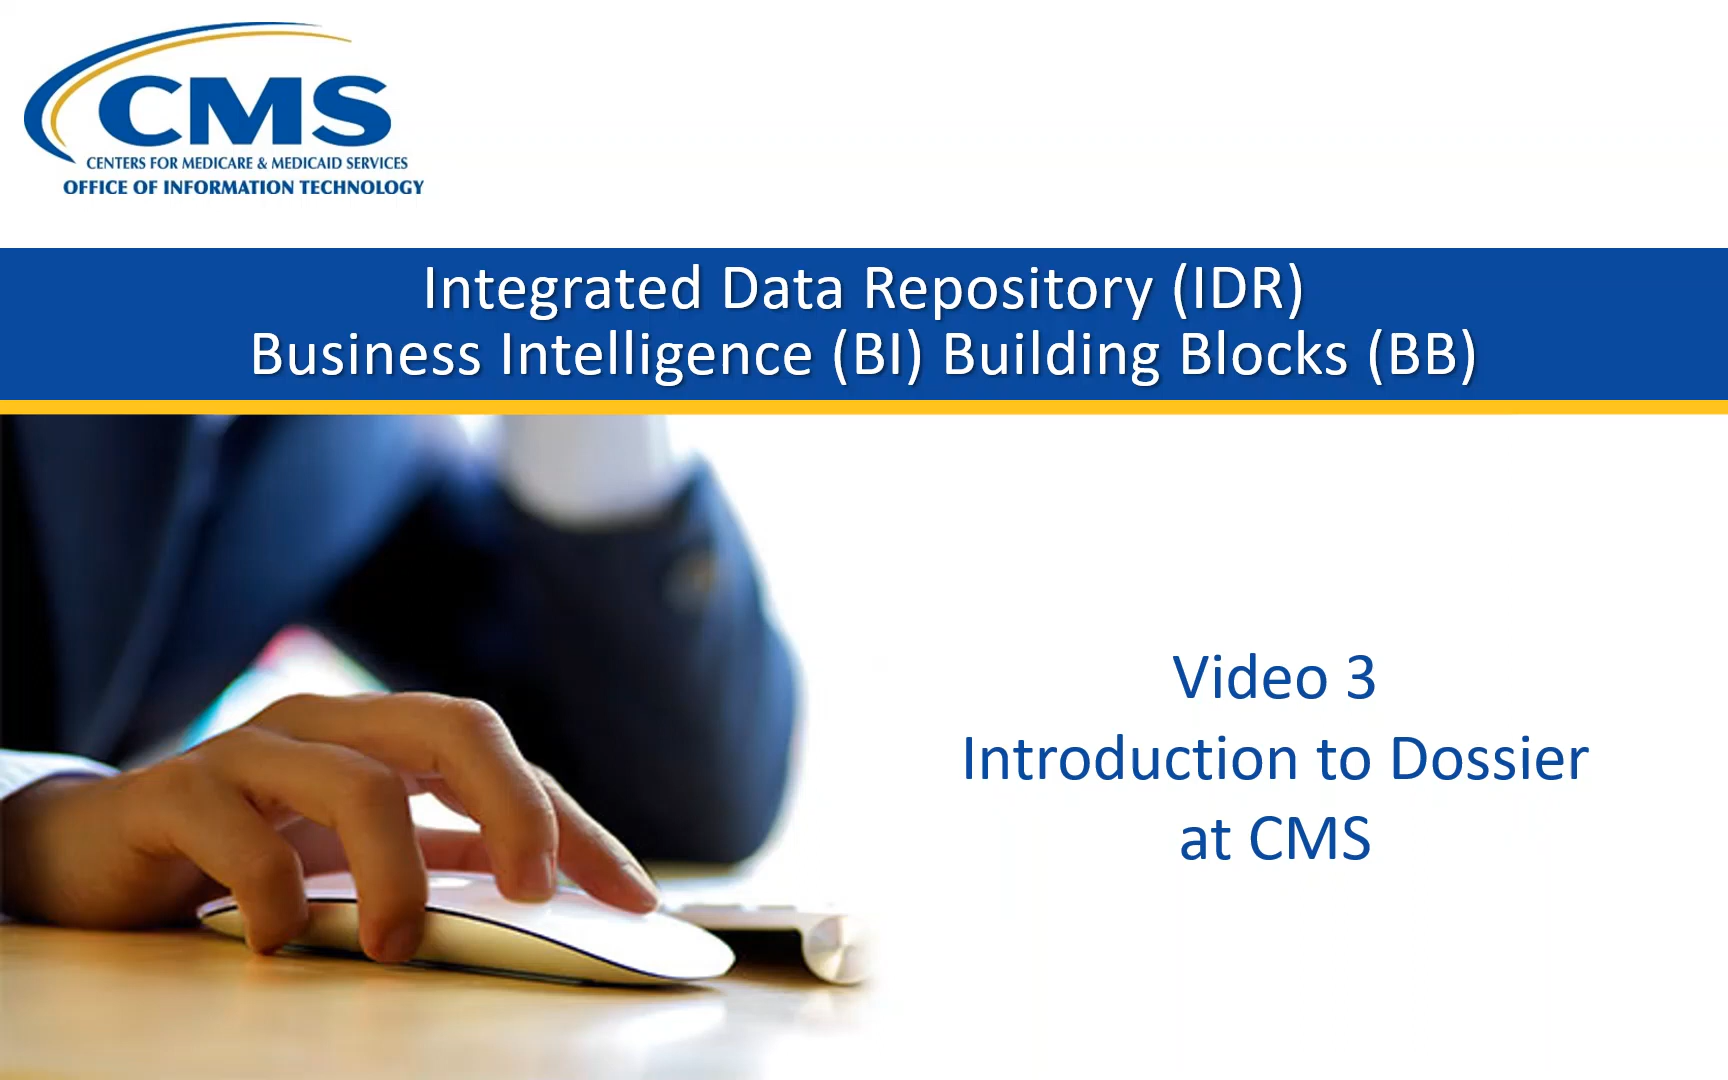 CMS
CENTERS FOR MEDICARE & MEDICAID SERVICES
OFFICE OF INFORMATION TECHNOLOGY
Integrated Data Repository (IDR)
Business Intelligence (BI) Building Blocks (BB)
Video 3
Introduction to Dossier
at CMS